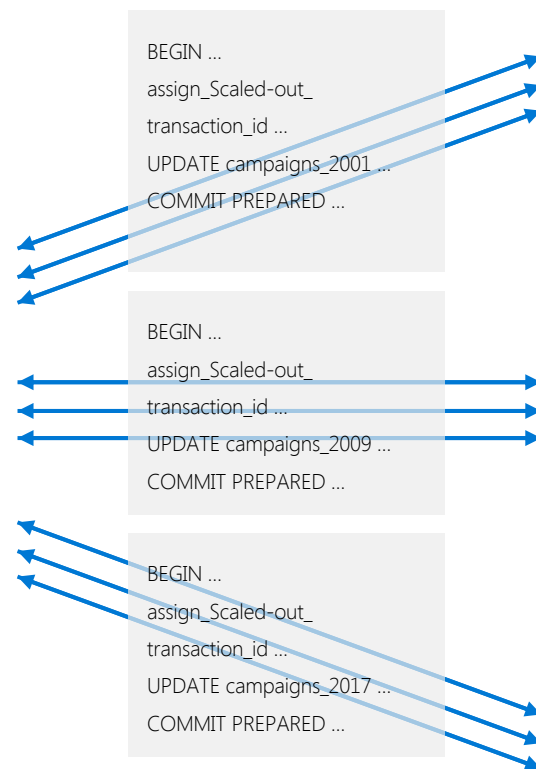 BEGIN …
assign_Scaled-out_
transaction_id …
UPDATE campaigns_2001 …
COMMIT PREPARED …
BEGIN …
assign_Scaled-out_
transaction_id …
UPDATE campaigns_2009 …
COMMIT PREPARED …
BEGIN …
assign_Scaled-out_
transaction_id …
UPDATE campaigns_2017 …
COMMIT PREPARED …